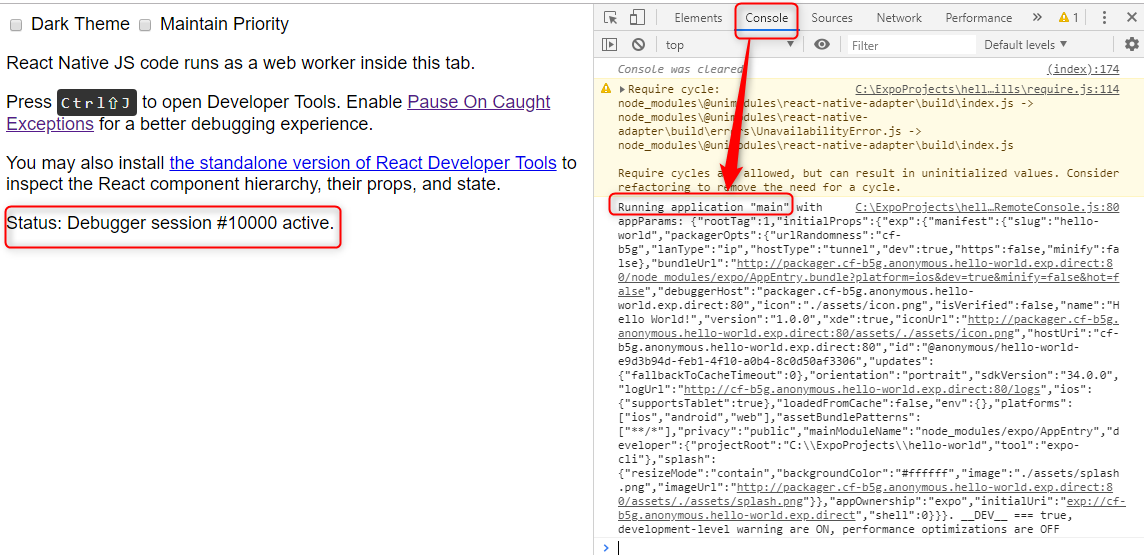 Dark Theme Maintain Priority
React Native JS code runs as a web worker inside this tab.
Press Ctrl⇧J to open Developer Tools. Enable Pause On Caught
Exceptions for a better debugging experience.
You may also install the standalone version of React Developer Tools to
inspect the React component hierarchy, their props, and state.
Status: Debugger session #10000 active.
Elements Console Sources Network Performance » 1
top Filter Default levels
Console was cleared (index):174
Require cycle: C:\ExpoProjects\hell…ills\require.js:114
node_modules\@unimodules\react-native-adapter\build\index.js ->
node_modules\@unimodules\react-native-
adapter\build\errors\UnavailabilityError.js ->
node_modules\@unimodules\react-native-adapter\build\index.js
Require cycles are allowed, but can result in uninitialized values. Consider
refactoring to remove the need for a cycle.
Running application "main" with C:\ExpoProjects\hell…RemoteConsole.js:80
appParams: {"rootTag":1,"initialProps":{"exp":{"manifest":{"slug":"hello-
world","packagerOpts":{"urlRandomness":"cf-
b5g","lanType":"ip","hostType":"tunnel","dev":true,"https":false,"minify":fa
lse},"bundleUrl":"http://packager.cf-b5g.anonymous.hello-world.exp.direct:8
0/node_modules/expo/AppEntry.bundle?platform=ios&dev=true&minify=false&hot=f
alse","debuggerHost":"packager.cf-b5g.anonymous.hello-
world.exp.direct:80","icon":"./assets/icon.png","isVerified":false,"name":"H
ello World!","version":"1.0.0","xde":true,"iconUrl":"http://packager.cf-b5g.
anonymous.hello-world.exp.direct:80/assets/./assets/icon.png","hostUri":"cf-
b5g.anonymous.hello-world.exp.direct:80","id":"@anonymous/hello-world-
e9d3b94d-feb1-4f10-a0b4-8c0d50af3306","updates":
{"fallbackToCacheTimeout":0},"orientation":"portrait","sdkVersion":"34.0.0",
"logUrl":"http://cf-b5g.anonymous.hello-world.exp.direct:80/logs","ios":
{"supportsTablet":true},"loadedFromCache":false,"env":{},"platforms":
["ios","android","web"],"assetBundlePatterns":
["**/*"],"privacy":"public","mainModuleName":"node_modules/expo/AppEntry","d
eveloper":{"projectRoot":"C:\\ExpoProjects\\hello-world","tool":"expo-
cli"},"splash":
{"resizeMode":"contain","backgroundColor":"#ffffff","image":"./assets/splash
.png","imageUrl":"http://packager.cf-b5g.anonymous.hello-world.exp.direct:8
0/assets/./assets/splash.png"}},"appOwnership":"expo","initialUri":"exp://cf-
b5g.anonymous.hello-world.exp.direct","shell":0}}}. __DEV__ === true,
development-level warning are ON, performance optimizations are OFF